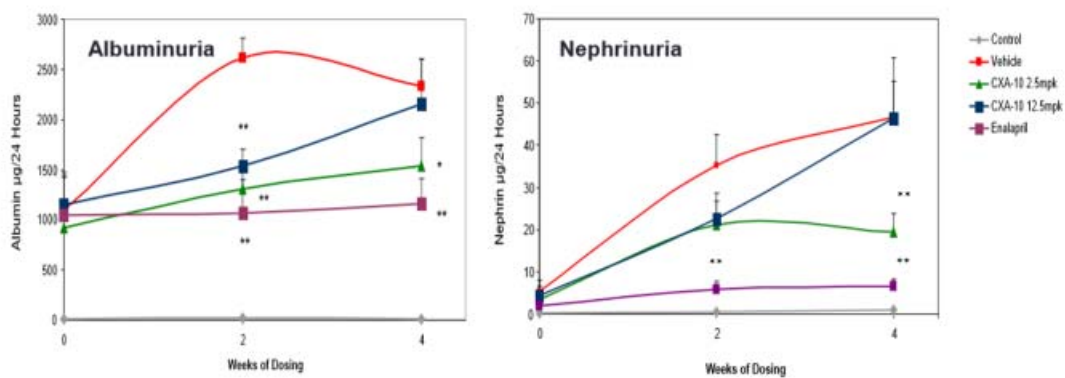 Albuminuria
Albumin µg/24 Hours
3000
2500
2000
1500
1000
500
0
**
**
**
*
**
0 2 4
Weeks of Dosing
Nephrinuria
Nephrin µg/24 Hours
70
60
50
40
30
20
10
0
**
**
**
0 2 4
Weeks of Dosing
Control
Vehicle
CXA-10 2.5mpk
CXA-10 12.5mpk
Enalapril